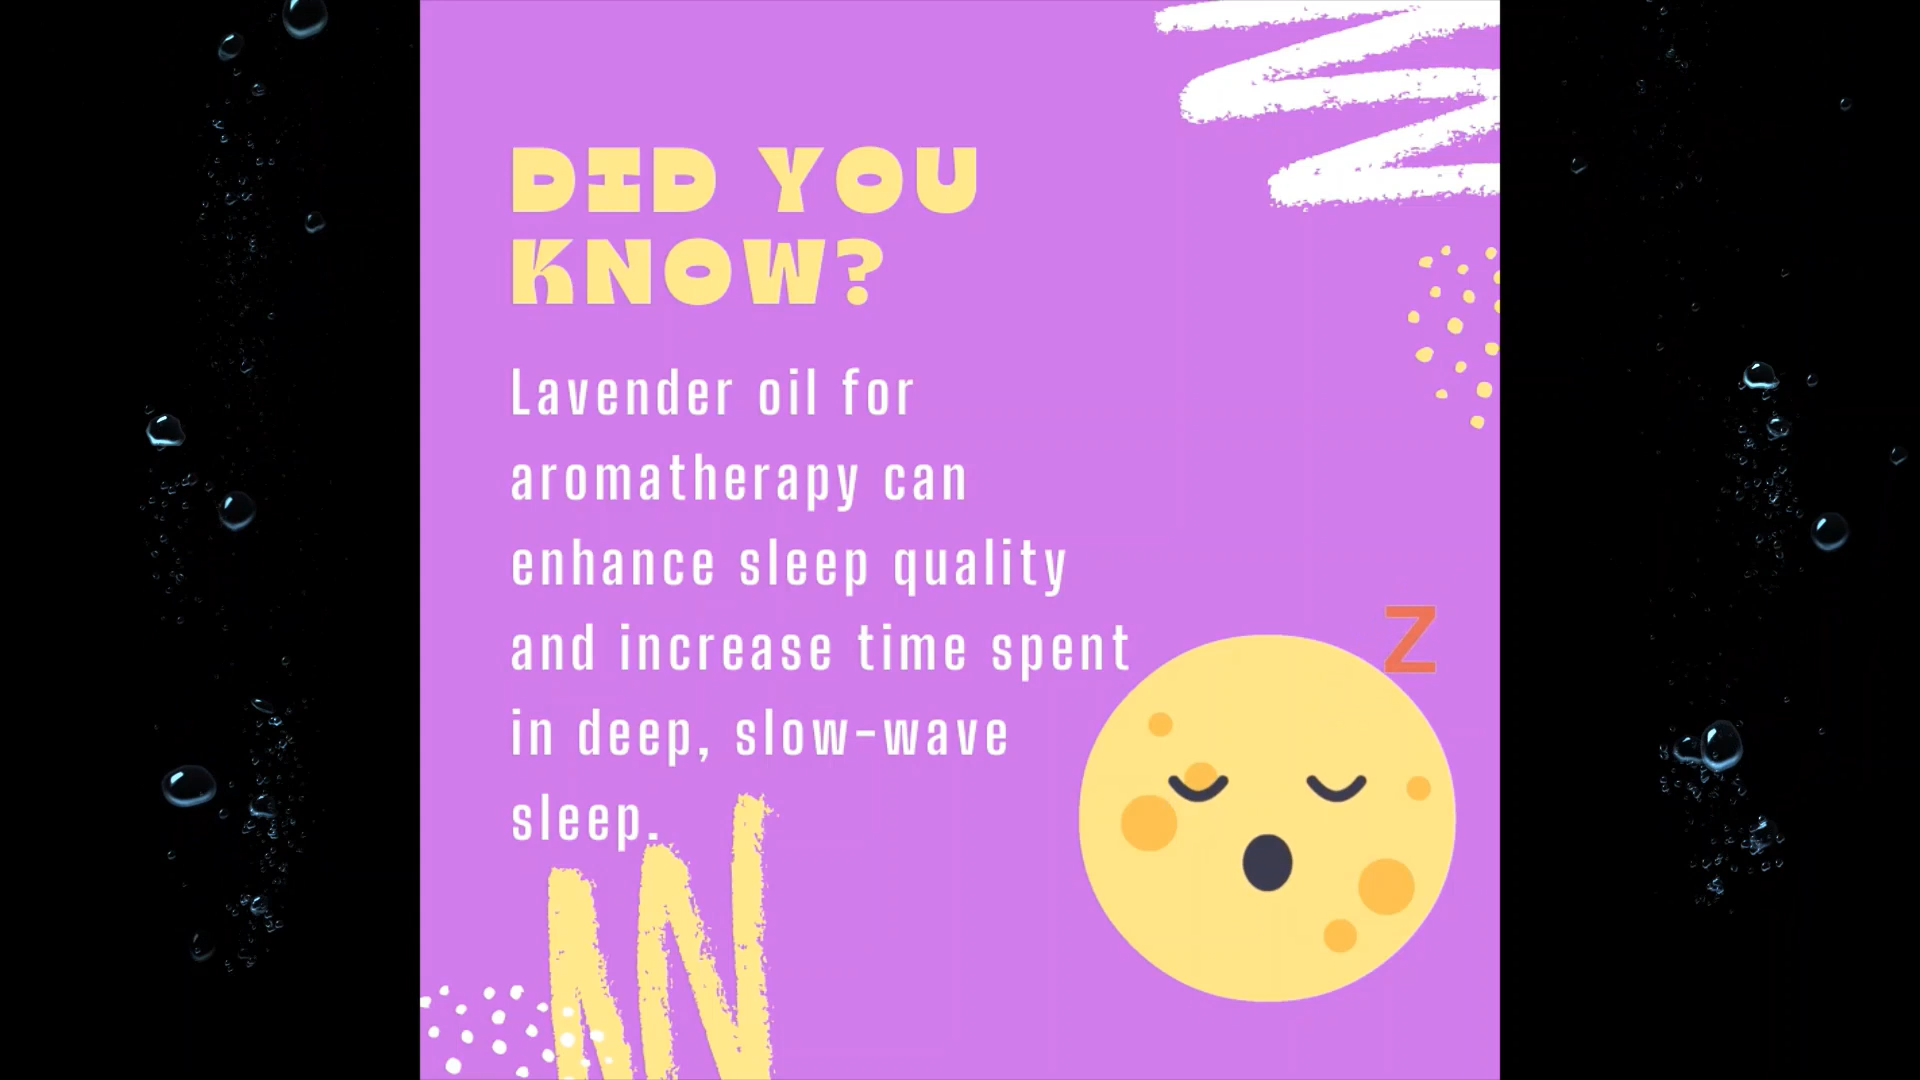 DID YOU
KNOW?
Lavender oil for
aromatherapy can
enhance sleep quality
and increase time spent
in deep, slow-wave
sleep.
Z